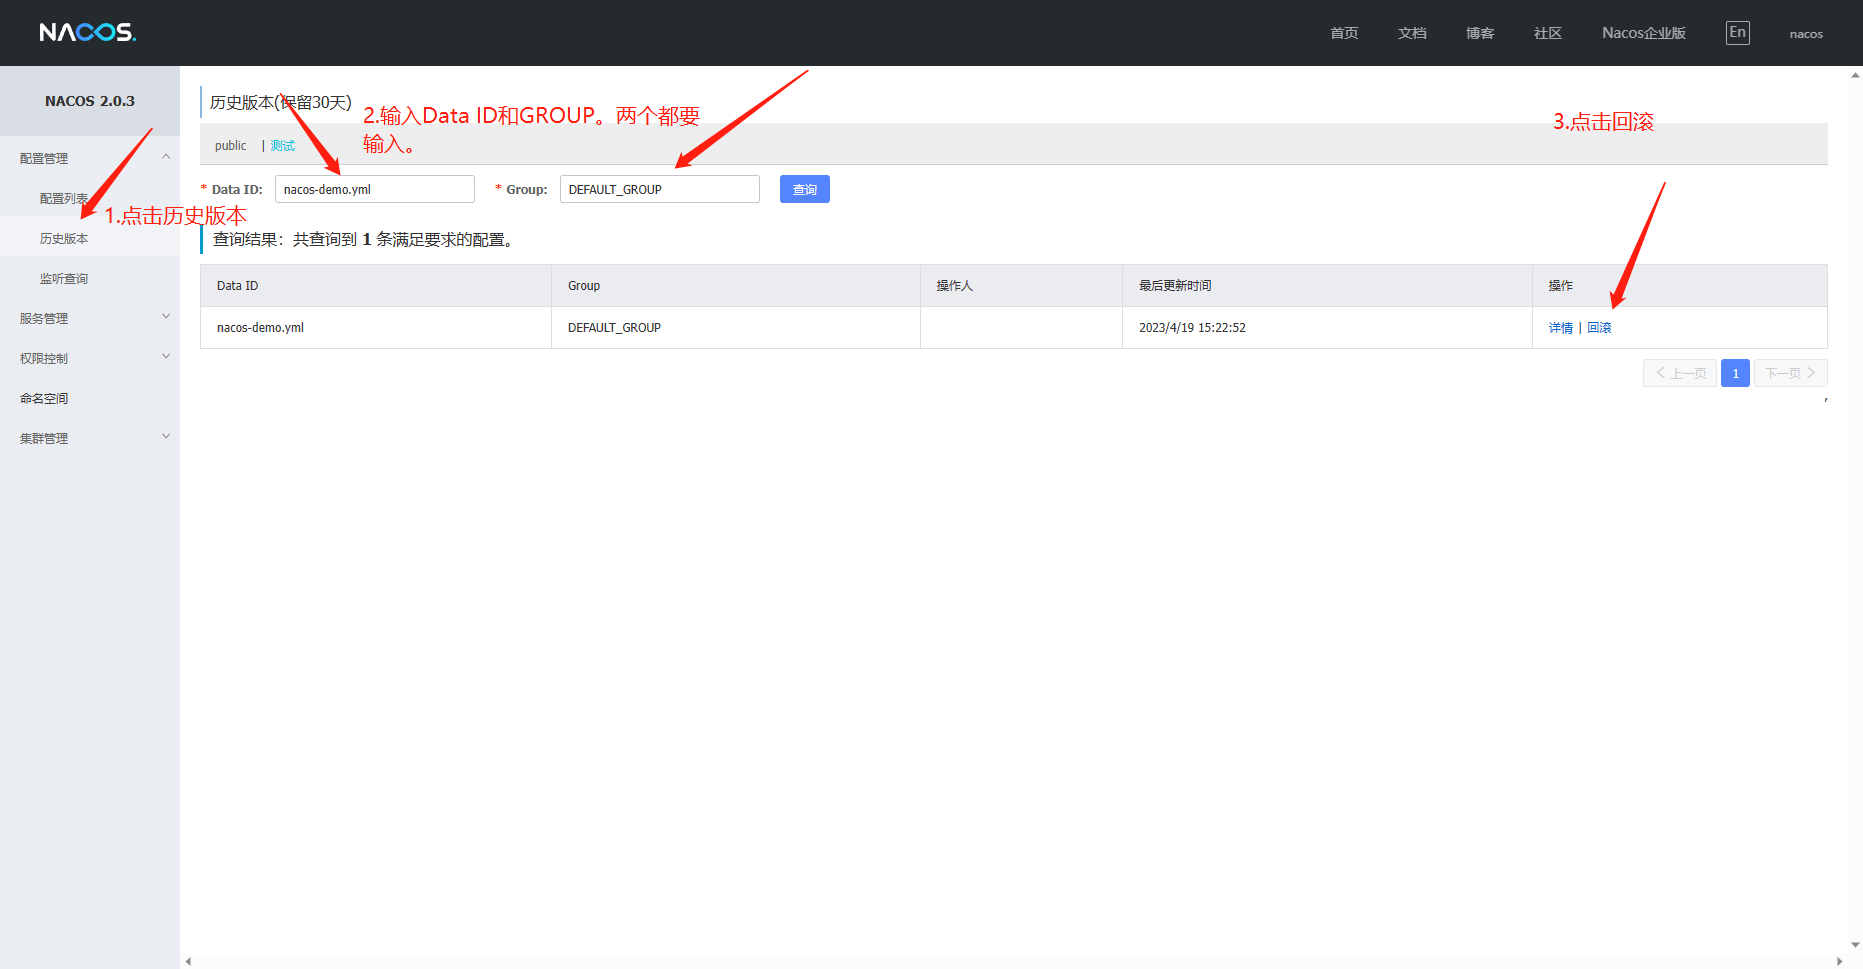 NACOS.
首页 文档 博客 社区 Nacos企业版 En nacos
NACOS 2.0.3
配置管理
配置列表
历史版本
监听查询
服务管理
权限控制
命名空间
集群管理
1.点击历史版本
历史版本(保留30天)
2.输入Data ID和GROUP。两个都要
输入。
3.点击回滚
public | 测试
* Data ID: nacos-demo.yml * Group: DEFAULT_GROUP 查询
查询结果：共查询到 1 条满足要求的配置。
Data ID Group 操作人 最后更新时间 操作
nacos-demo.yml DEFAULT_GROUP 2023/4/19 15:22:52 详情 | 回滚
上一页 1 下一页
,